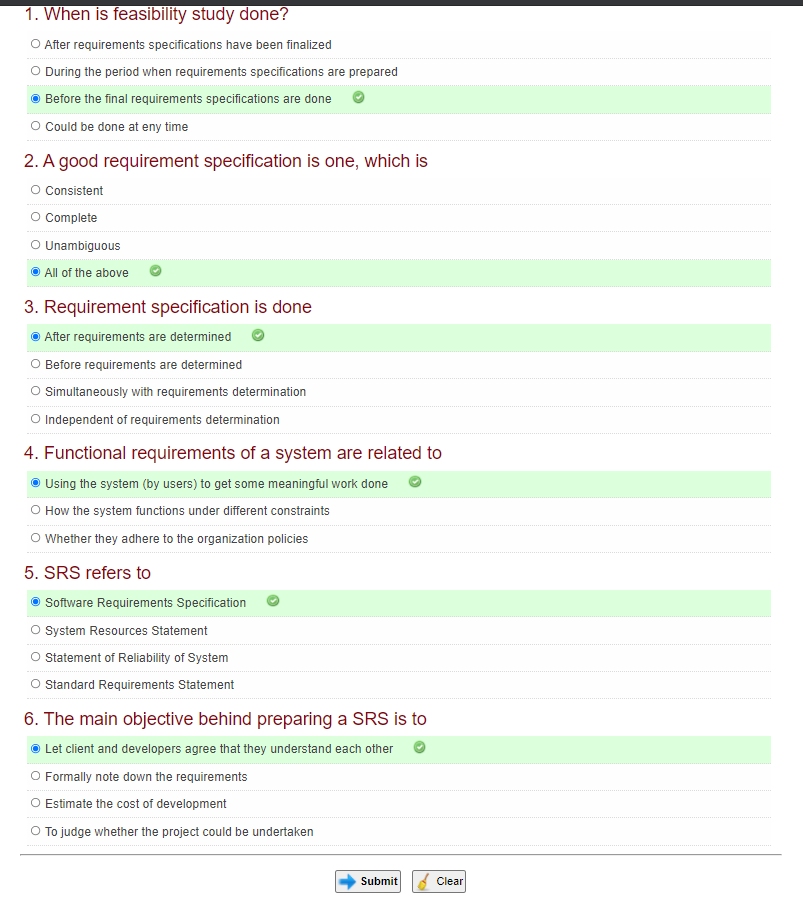 1. When is feasibility study done?
After requirements specifications have been finalized
During the period when requirements specifications are prepared
Before the final requirements specifications are done
Could be done at eny time
2. A good requirement specification is one, which is
Consistent
Complete
Unambiguous
All of the above
3. Requirement specification is done
After requirements are determined
Before requirements are determined
Simultaneously with requirements determination
Independent of requirements determination
4. Functional requirements of a system are related to
Using the system (by users) to get some meaningful work done
How the system functions under different constraints
Whether they adhere to the organization policies
5. SRS refers to
Software Requirements Specification
System Resources Statement
Statement of Reliability of System
Standard Requirements Statement
6. The main objective behind preparing a SRS is to
Let client and developers agree that they understand each other
Formally note down the requirements
Estimate the cost of development
To judge whether the project could be undertaken
Submit Clear